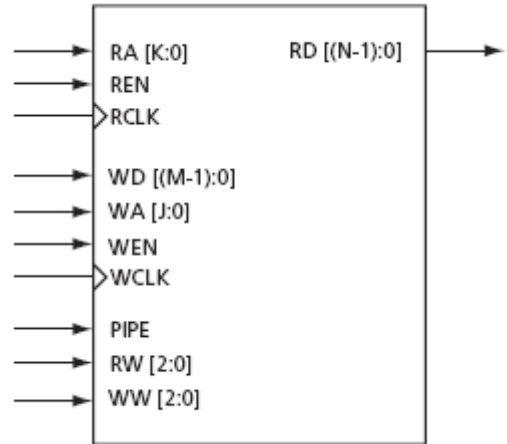 RA [K:0] RD [(N-1):0]
REN
RCLK
WD [(M-1):0]
WA [J:0]
WEN
WCLK
PIPE
RW [2:0]
WW [2:0]